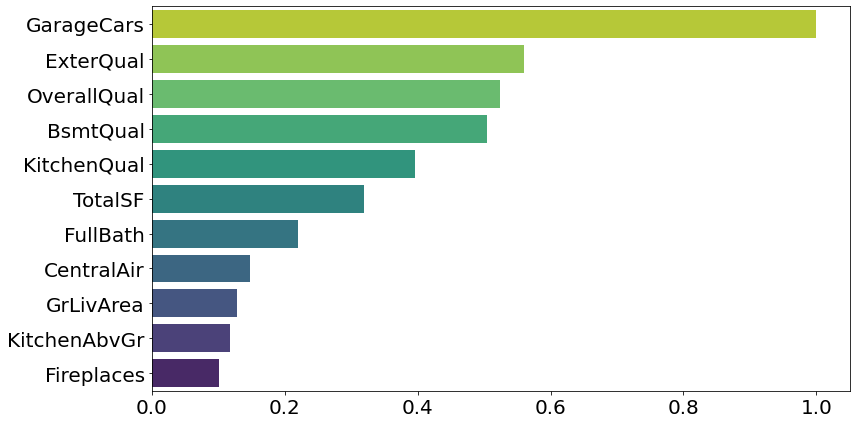 GarageCars
ExterQual
OverallQual
BsmtQual
KitchenQual
TotalSF
FullBath
CentralAir
GrLivArea
KitchenAbvGr
Fireplaces
0.0 0.2 0.4 0.6 0.8 1.0